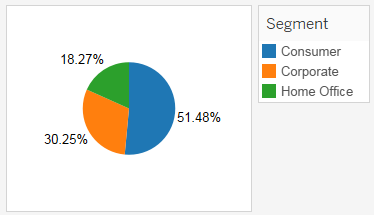 18.27%
51.48%
30.25%
Segment
Consumer
Corporate
Home Office